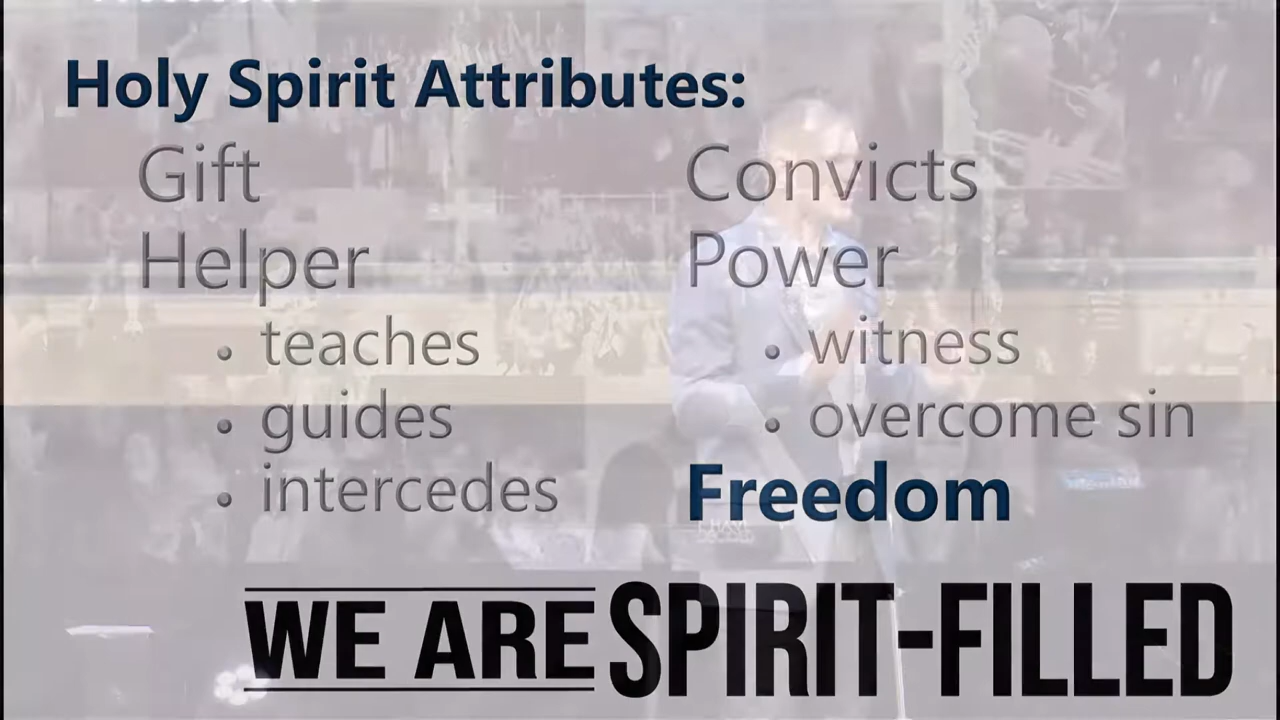 Holy Spirit Attributes:
Gift
Helper
• teaches
• guides
• intercedes
Convicts
Power
• witness
• overcome sin
Freedom
WE ARE SPIRIT-FILLED